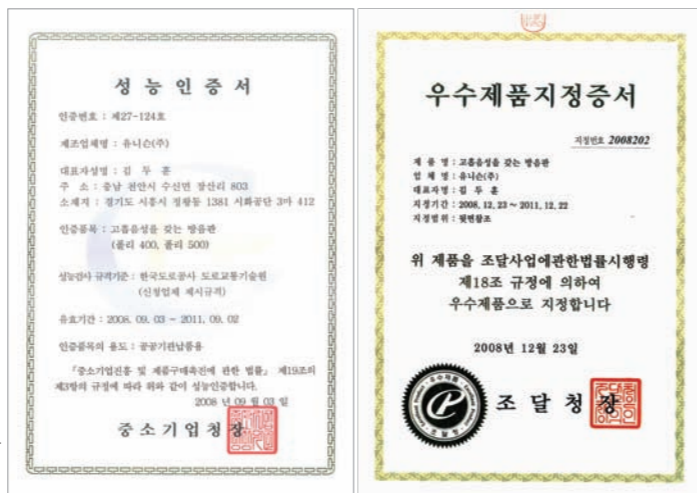 성능인증서
인증번호 : 제27-124호
제조업체명 : 유니슨(주)
대표자성명 : 김 두 훈
주 소 : 충남 천안시 수신면 장산리 803
소재지 : 경기도 시흥시 정왕동 1381 시화공단 3마 412
인증품목 : 고흡음성을 갖는 방음판
(폴리 400, 폴리 500)
성능검사 규격기준 : 한국도로공사 도로교통기술원
(신청업체 제시규격)
유효기간 : 2008. 09. 03 ~ 2011. 09. 02
인증품목의 용도 : 공공기관납품용
「중소기업진흥 및 제품구매촉진에 관한 법률」 제19조의
제3항의 규정에 따라 위와 같이 성능인증합니다.
2008 년 09 월 03 일
중소기업청장
우수제품지정증서
지정번호 2008202
제 품 명 : 고흡음성을 갖는 방음판
업 체 명 : 유니슨(주)
대표자명 : 김 두 훈
지정기간 : 2008. 12. 23 ~ 2011. 12. 22
지정범위 : 뒷면참조
위 제품을 조달사업에관한법률시행령
제18조 규정에 의하여
우수제품으로 지정합니다
2008년 12월 23일
우수제품
조달청
조달청장